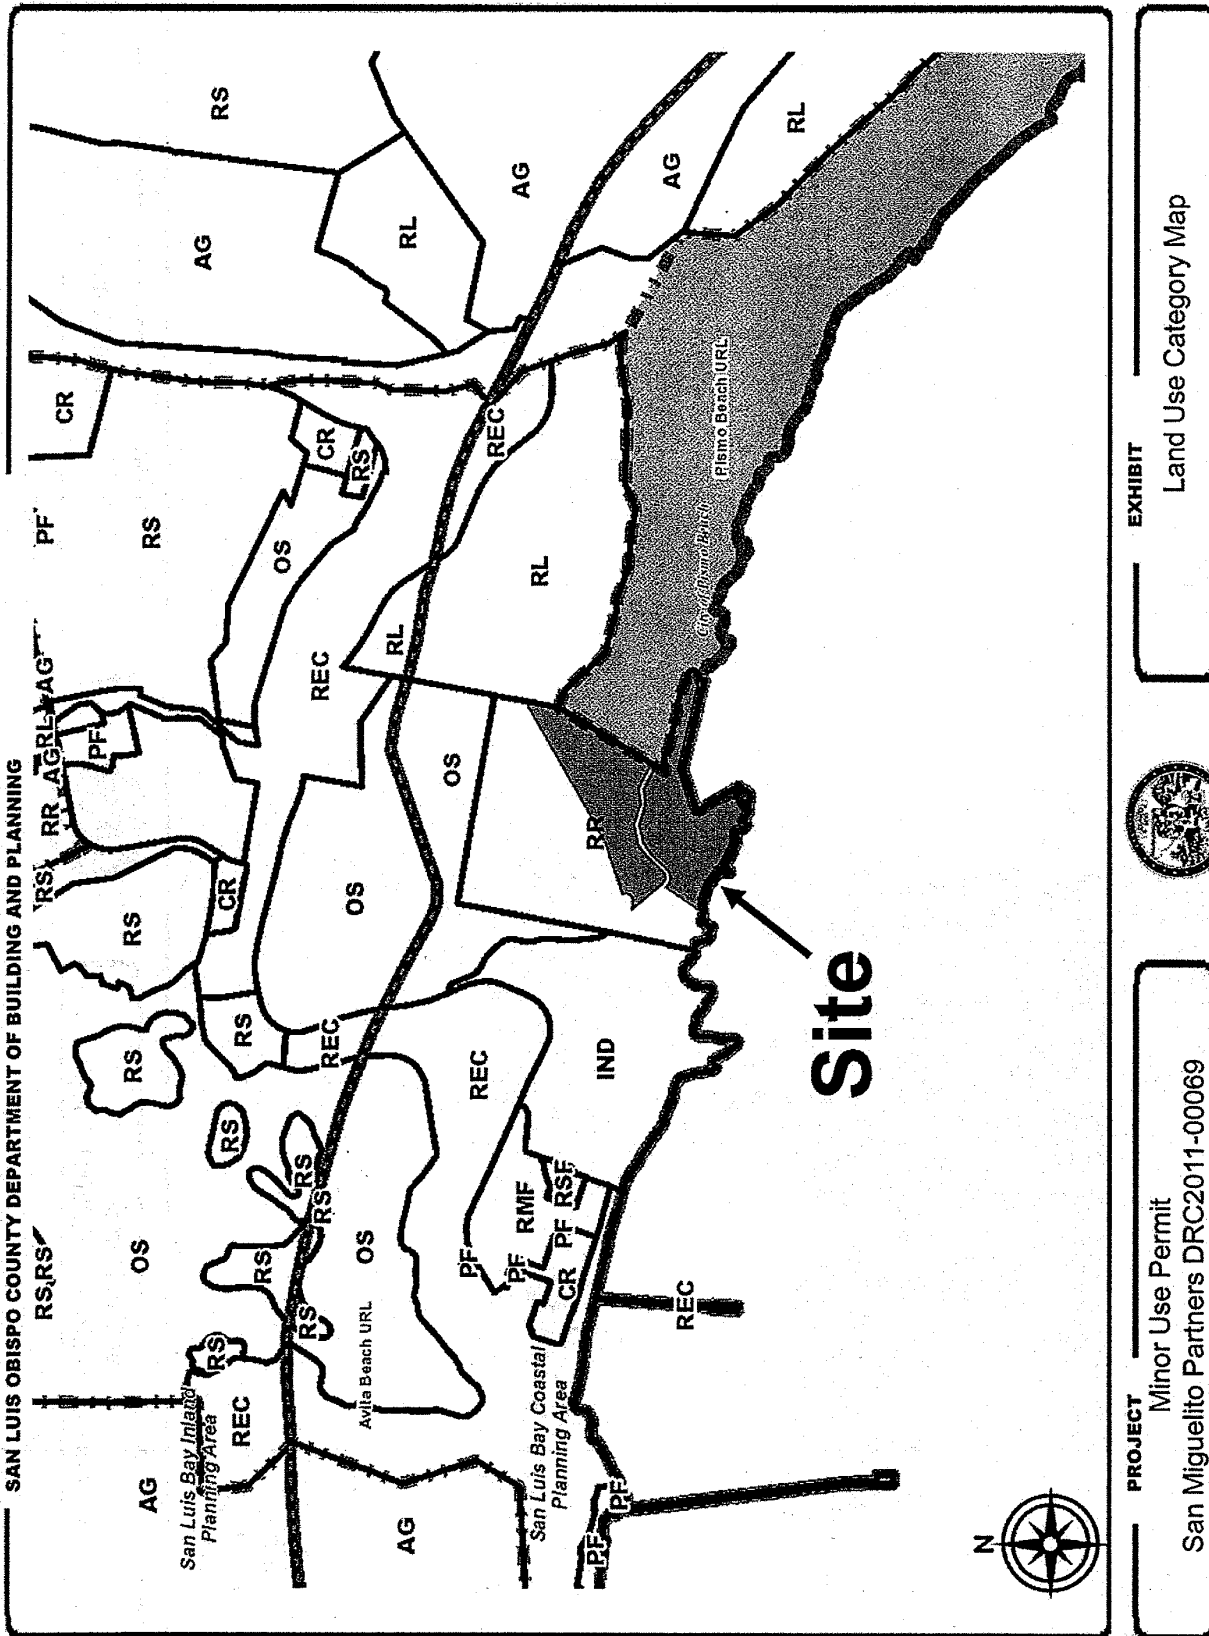 SAN LUIS OBISPO COUNTY DEPARTMENT OF BUILDING AND PLANNING
AG
San Luis Bay Inland
Planning Area
REC
RS
RS,RS
OS
RS
RS
RS
RS
RS
RS
RS
RS
REC
RS
CR
RS
RR
AG
RL
AG
PF
PF
RS
CR
OS
CR
RS
AG
RS
RL
AG
AG
RL
REC
RL
REC
RL
OS
OS
OS
Avila Beach URL
AG
San Luis Bay Coastal
Planning Area
PF
PF
PF
PF
CR
PF
RMF
RSF
REC
IND
REC
RR
City of Pismo Beach
Pismo Beach URL
Site
N
PROJECT
Minor Use Permit
San Miguelito Partners DRC2011-00069
EXHIBIT
Land Use Category Map